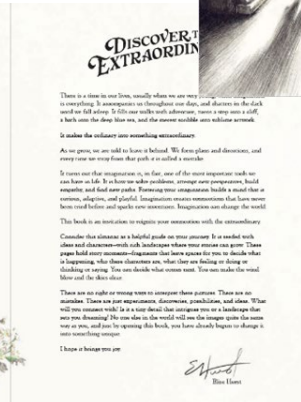 DISCOVER T
EXTRAORDIN
There is a time in our lives, usually when we are very
is everything. It accompanies us throughout our days, and chatters in the dark
until we fall asleep. It fills our walks with adventure, turns a step into a cliff,
a bath into the deep blue sea, and the merest scribble into sublime artwork.
It makes the ordinary into something extraordinary.
As we grow, we are told to leave it behind. We form plans and directions, and
every time we stray from that path it is called a mistake.
It turns out that imagination is, in fact, one of the most important tools we
can have in life. It is how we solve problems, attempt new perspectives, build
empathy, and find new paths. Fostering your imagination builds a mind that is
curious, adaptive, and playful. Imagination creates connections that have never
been tried before and sparks new inventions. Imagination can change the world.
This book is an invitation to reignite your connection with the extraordinary.
Consider this almanac as a helpful guide on your journey. It is seeded with
ideas and characters—with rich landscapes where your stories can grow. These
pages hold story moments—fragments that leave spaces for you to decide what
is happening, who these characters are, what they are feeling or doing or
thinking or saying. You can decide what comes next. You can make the wind
blow and the skies clear.
There are no right or wrong ways to interpret these pictures. There are no
mistakes. There are just experiments, discoveries, possibilities, and ideas. What
will you connect with? Is it a tiny detail that intrigues you or a landscape that
sets you dreaming? No one else in the world will see the images quite the same
way as you, and just by opening this book, you have already begun to change it
into something unique.
I hope it brings you joy.
Elise Hurst